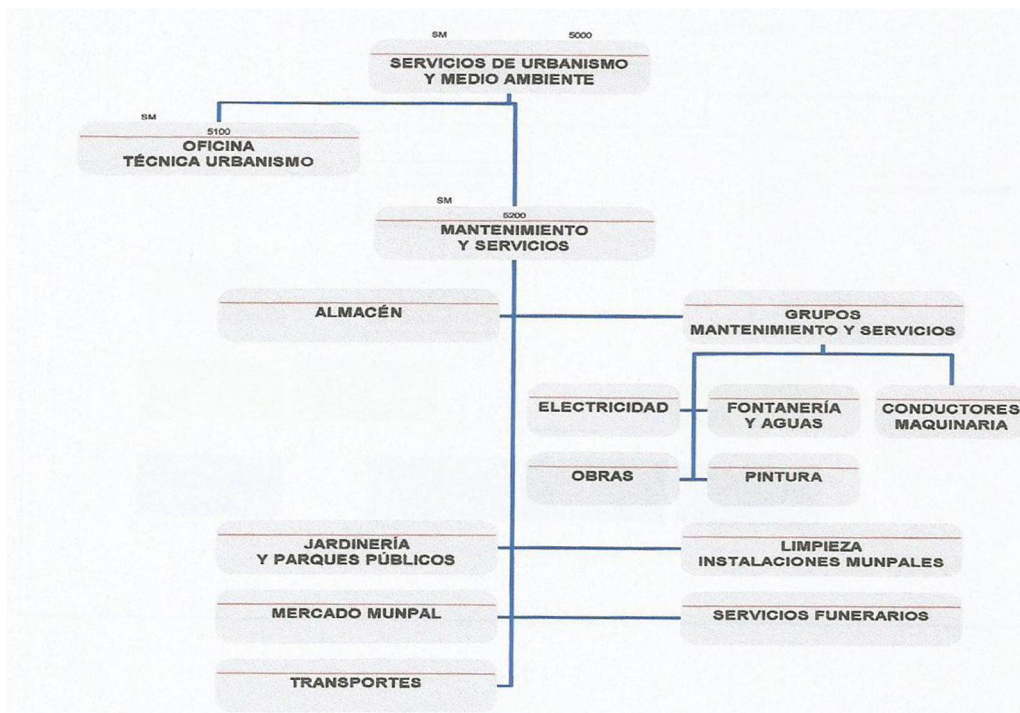 SM 5000
SERVICIOS DE URBANISMO
Y MEDIO AMBIENTE
SM
5100
OFICINA
TÉCNICA URBANISMO
SM
5200
MANTENIMIENTO
Y SERVICIOS
ALMACÉN
GRUPOS
MANTENIMIENTO Y SERVICIOS
ELECTRICIDAD
FONTANERÍA
Y AGUAS
CONDUCTORES
MAQUINARIA
OBRAS
PINTURA
JARDINERÍA
Y PARQUES PÚBLICOS
LIMPIEZA
INSTALACIONES MUNPALES
MERCADO MUNPAL
SERVICIOS FUNERARIOS
TRANSPORTES